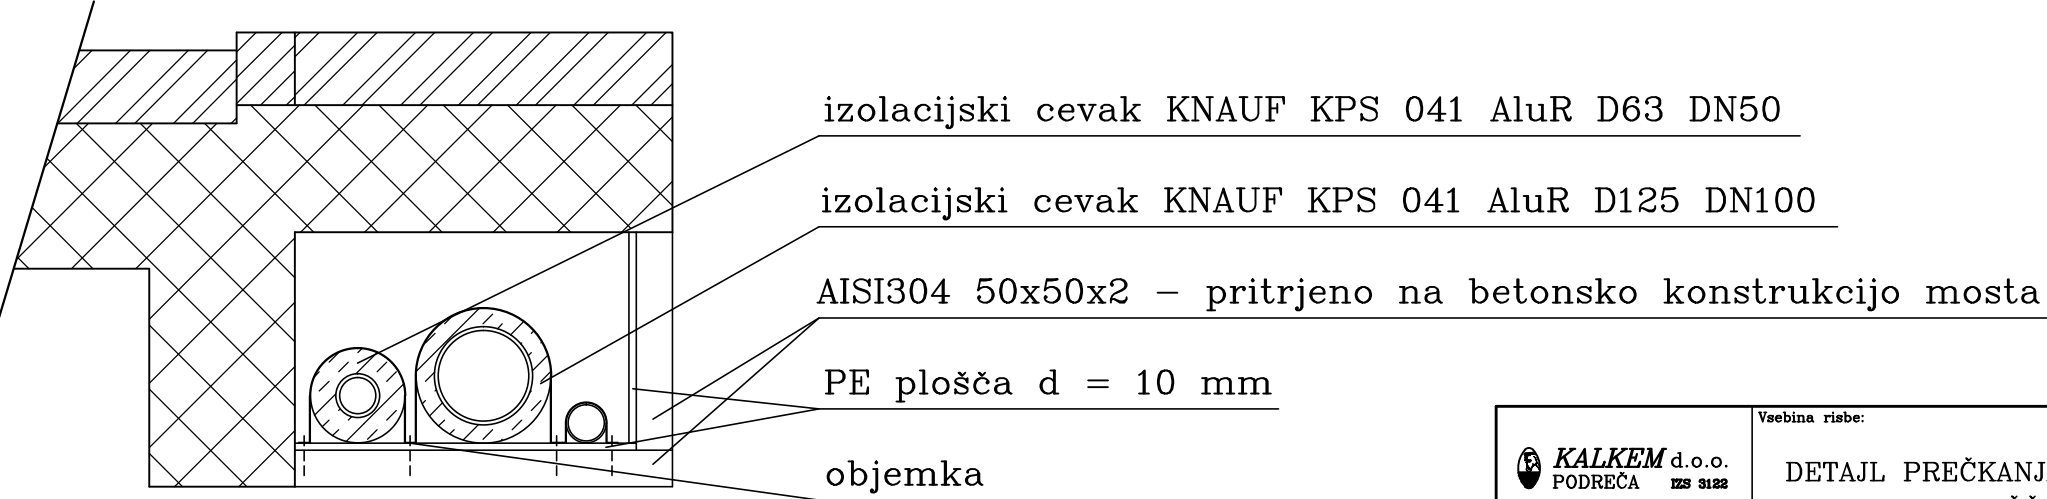 izolacijski cevak KNAUF KPS 041 AluR D63 DN50
izolacijski cevak KNAUF KPS 041 AluR D125 DN100
AISI304 50x50x2 – pritrjeno na betonsko konstrukcijo mosta
PE plošča d = 10 mm
objemka
Vsebina risbe:
KALKEM d.o.o.
PODREČA IZS 3122
DETAJL PREČKANJ